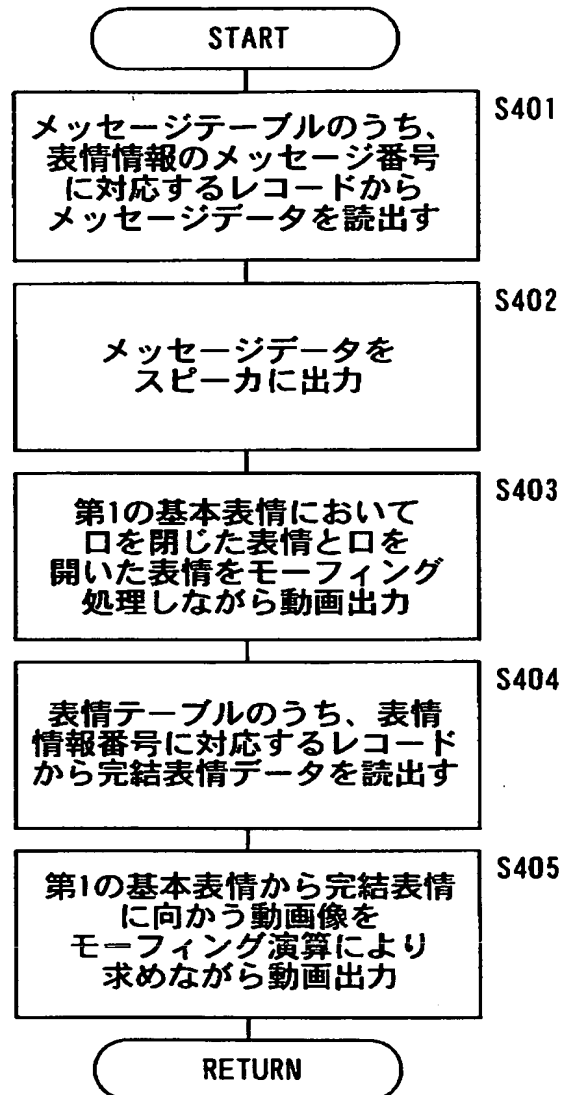 START
S401
メッセージテーブルのうち、
表情情報のメッセージ番号
に対応するレコードから
メッセージデータを読出す
S402
メッセージデータを
スピーカに出力
S403
第1の基本表情において
口を閉じた表情と口を
開いた表情をモーフィング
処理しながら動画出力
S404
表情テーブルのうち、表情
情報番号に対応するレコード
から完結表情データを読出す
S405
第1の基本表情から完結表情
に向かう動画像を
モーフィング演算により
求めながら動画出力
RETURN